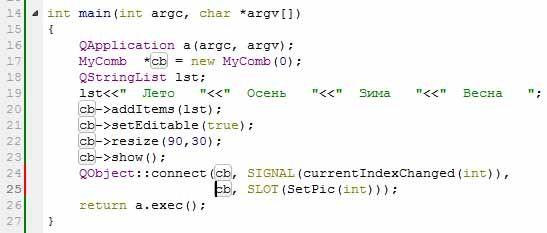 14 int main(int argc, char *argv[])
15 {
16 QApplication a(argc, argv);
17 MyComb *cb = new MyComb(0);
18 QStringList lst;
19 lst<<" Лето "<<" Осень "<<" Зима "<<" Весна ";
20 cb->addItems(lst);
21 cb->setEditable(true);
22 cb->resize(90,30);
23 cb->show();
24 QObject::connect(cb, SIGNAL(currentIndexChanged(int)),
25 cb, SLOT(SetPic(int)));
26 return a.exec();
27 }